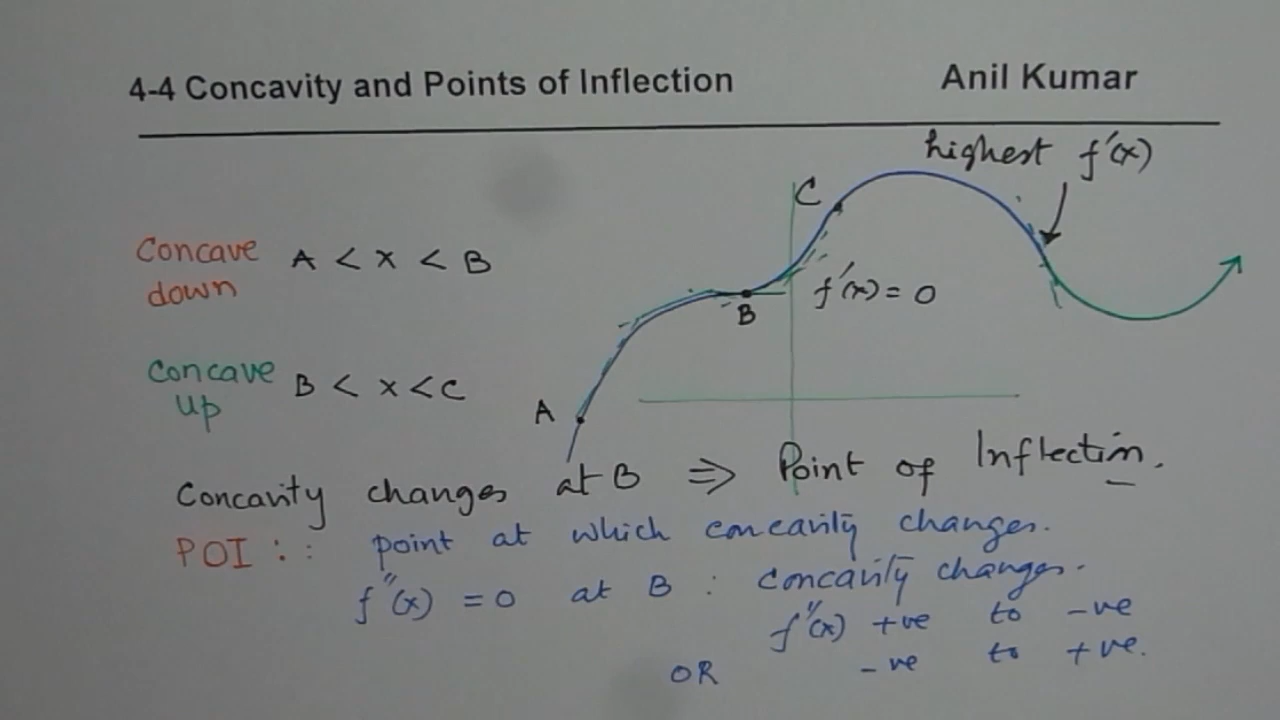 4-4 Concavity and Points of Inflection Anil Kumar
highest f'(x)
C
Concave A < x < B
down
f'(x) = 0
B
Concave B < x < C
up
A
Concavity changes at B ⇒ Point of Inflection.
POI : : point at which concavity changes.
f''(x) = 0 at B : concavity changes.
f''(x) +ve to -ve
OR -ve to +ve.